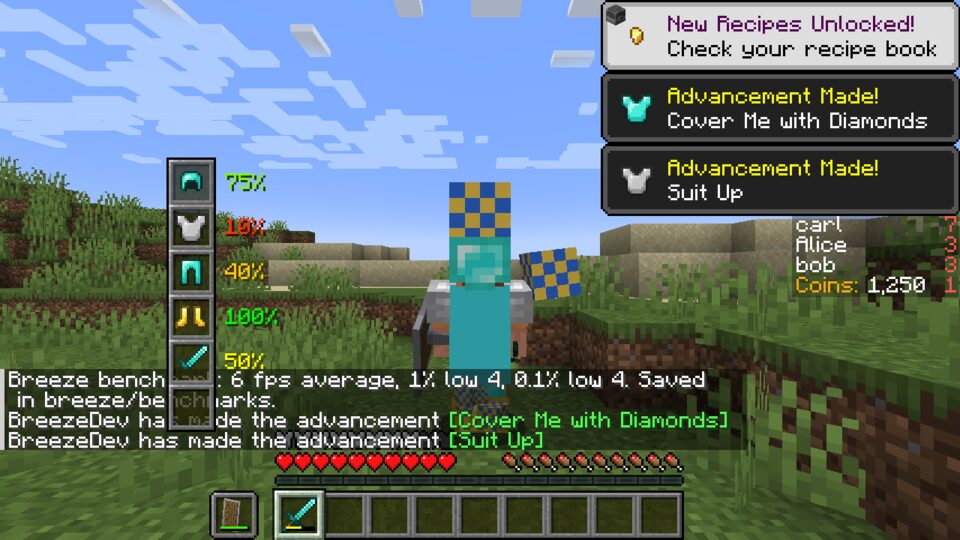 New Recipes Unlocked!
Check your recipe book
Advancement Made!
Cover Me with Diamonds
Advancement Made!
Suit Up
75%
10%
40%
100%
50%
carl 7
Alice 3
bob 3
Coins: 1,250 1
Breeze : 6 fps average, 1% low 4, 0.1% low 4. Saved
in breeze/benchmarks.
BreezeDev has made the advancement [Cover Me with Diamonds]
BreezeDev has made the advancement [Suit Up]